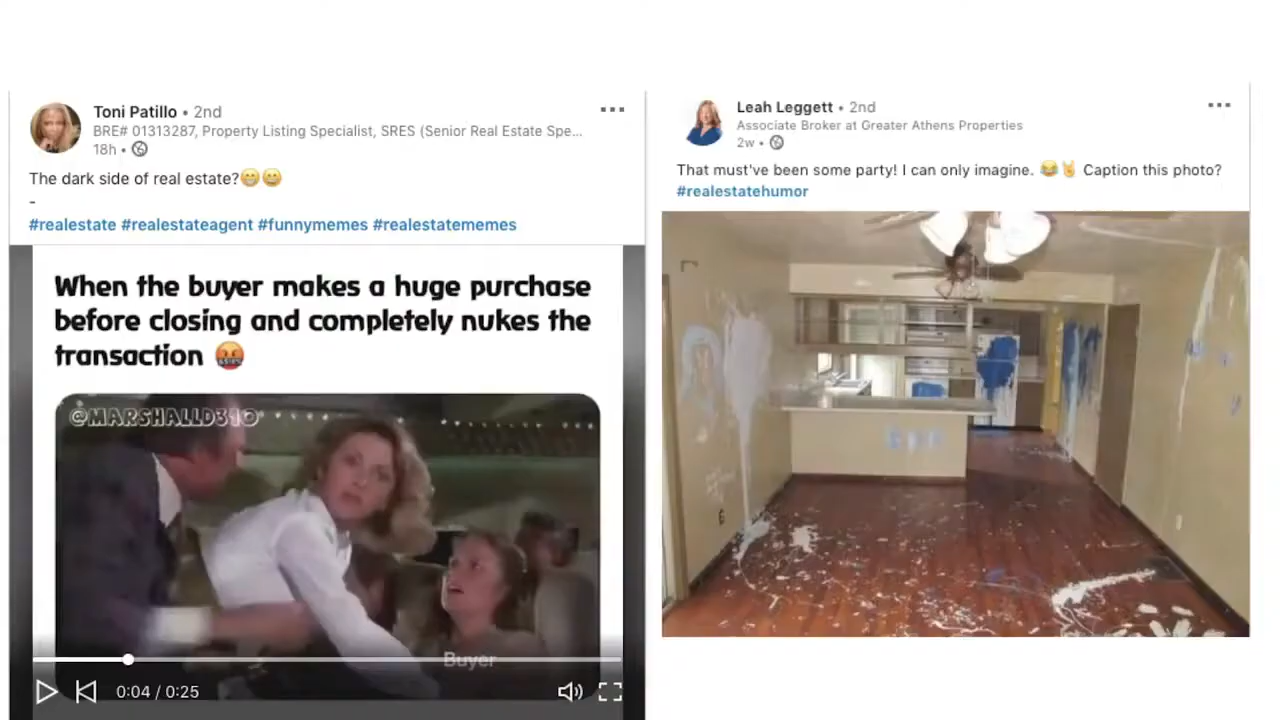 Toni Patillo • 2nd
BRE# 01313287, Property Listing Specialist, SRES (Senior Real Estate Spe...
18h •
The dark side of real estate?😁😀
-
#realestate #realestateagent #funnymemes #realestatememes
When the buyer makes a huge purchase
before closing and completely nukes the
transaction 🤬
@MARSHALLD310
Buyer
0:04 / 0:25
Leah Leggett • 2nd
Associate Broker at Greater Athens Properties
2w •
That must've been some party! I can only imagine. 😂🤘 Caption this photo?
#realestatehumor